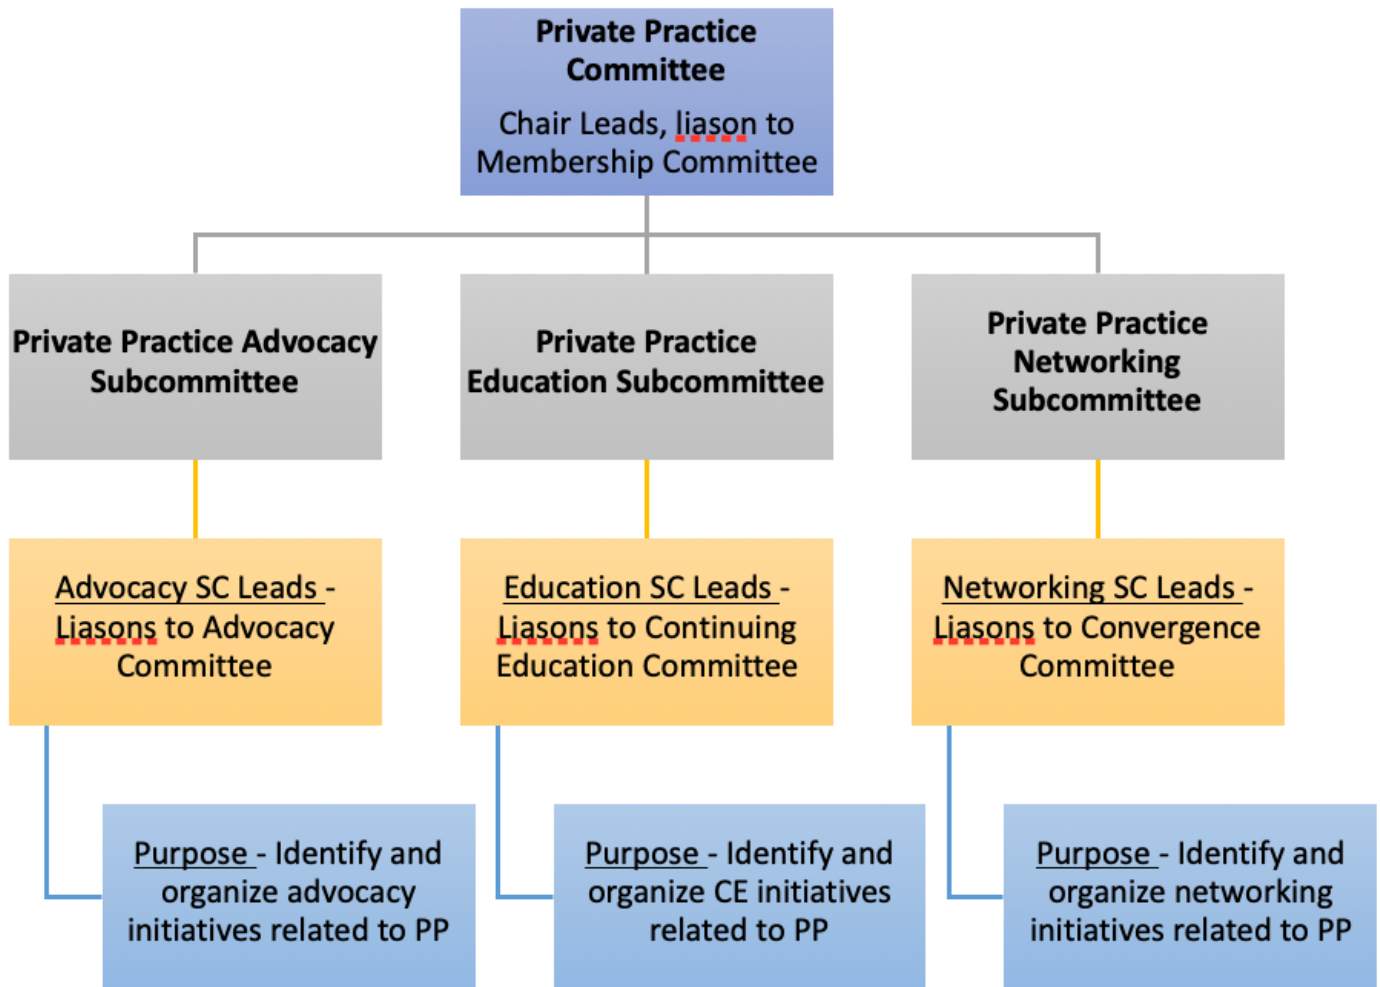 Private Practice
Committee
Chair Leads, liason to
Membership Committee
Private Practice Advocacy
Subcommittee
Private Practice
Education Subcommittee
Private Practice
Networking
Subcommittee
Advocacy SC Leads -
Liasons to Advocacy
Committee
Education SC Leads -
Liasons to Continuing
Education Committee
Networking SC Leads -
Liasons to Convergence
Committee
Purpose - Identify and
organize advocacy
initiatives related to PP
Purpose - Identify and
organize CE initiatives
related to PP
Purpose - Identify and
organize networking
initiatives related to PP